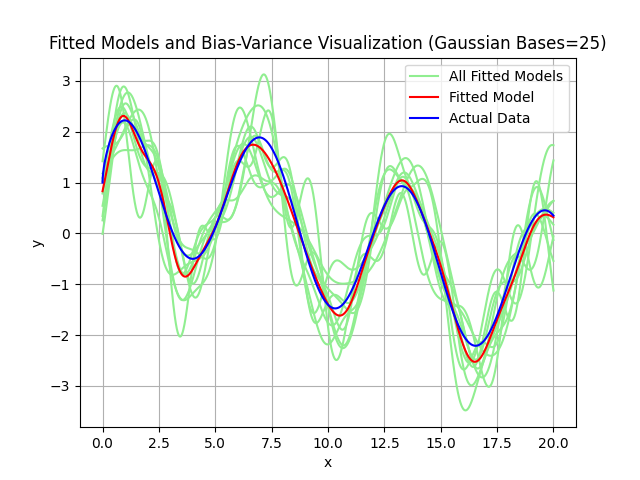 Fitted Models and Bias-Variance Visualization (Gaussian Bases=25)
All Fitted Models
Fitted Model
Actual Data
3
2
1
0
−1
−2
−3
y
0.0 2.5 5.0 7.5 10.0 12.5 15.0 17.5 20.0
x